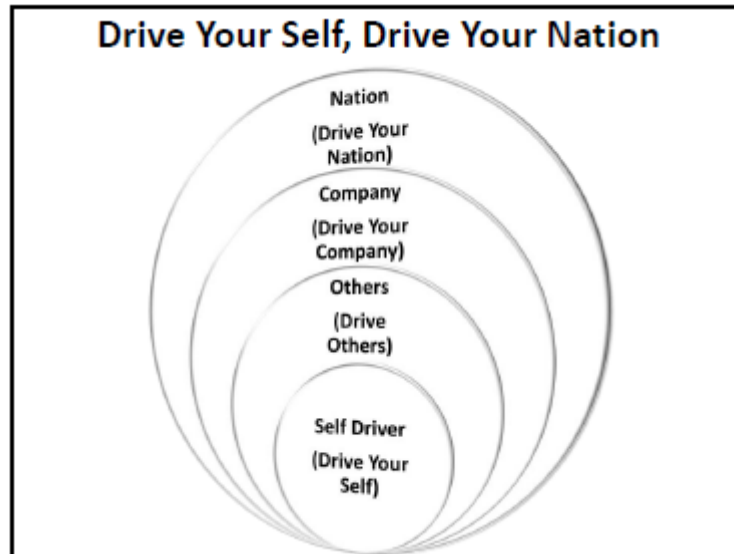 Drive Your Self, Drive Your Nation
Nation
(Drive Your
Nation)
Company
(Drive Your
Company)
Others
(Drive
Others)
Self Driver
(Drive Your
Self)